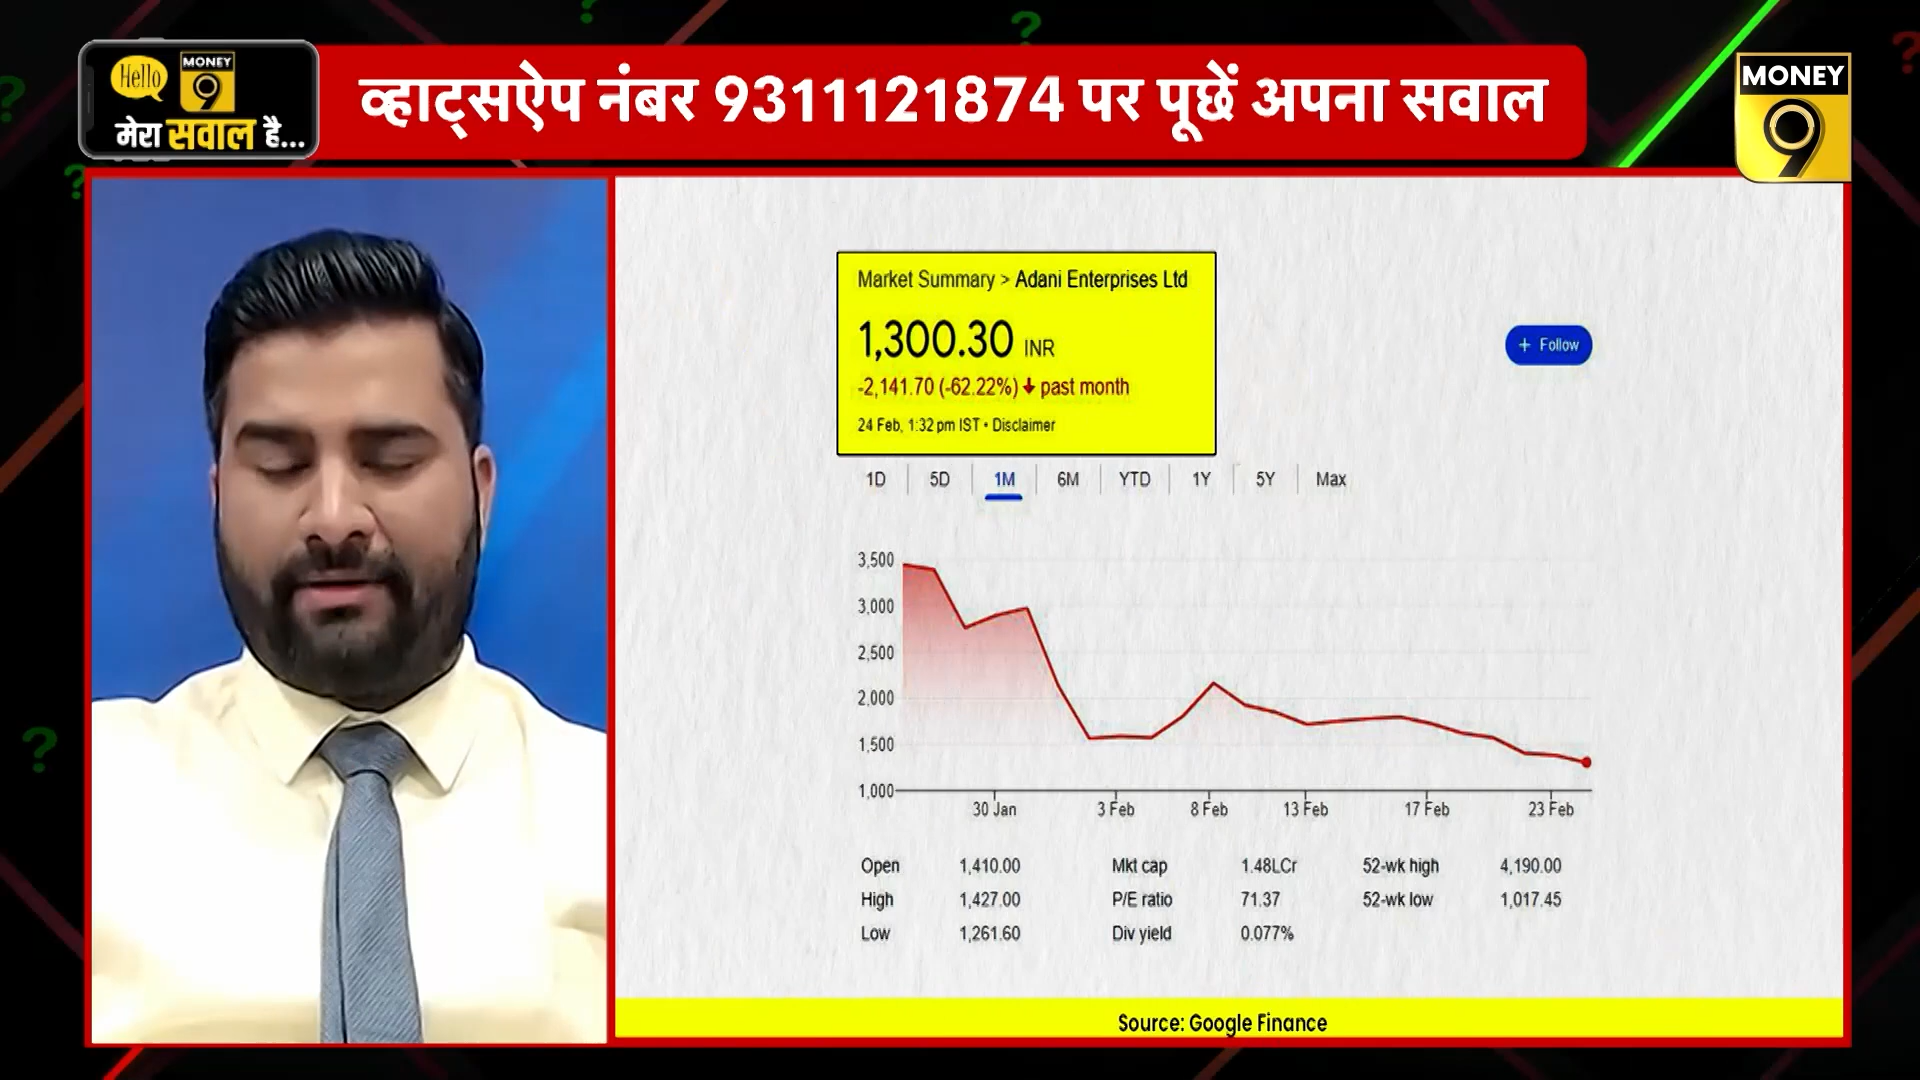 Hello
MONEY
9
मेरा सवाल है...
व्हाट्सऐप नंबर 9311121874 पर पूछें अपना सवाल
MONEY
9
Market Summary > Adani Enterprises Ltd
1,300.30 INR
-2,141.70 (-62.22%) ↓ past month
24 Feb, 1:32 pm IST • Disclaimer
+ Follow
1D 5D 1M 6M YTD 1Y 5Y Max
3,500
3,000
2,500
2,000
1,500
1,000
30 Jan 3 Feb 8 Feb 13 Feb 17 Feb 23 Feb
Open 1,410.00 Mkt cap 1.48LCr 52-wk high 4,190.00
High 1,427.00 P/E ratio 71.37 52-wk low 1,017.45
Low 1,261.60 Div yield 0.077%
Source: Google Finance